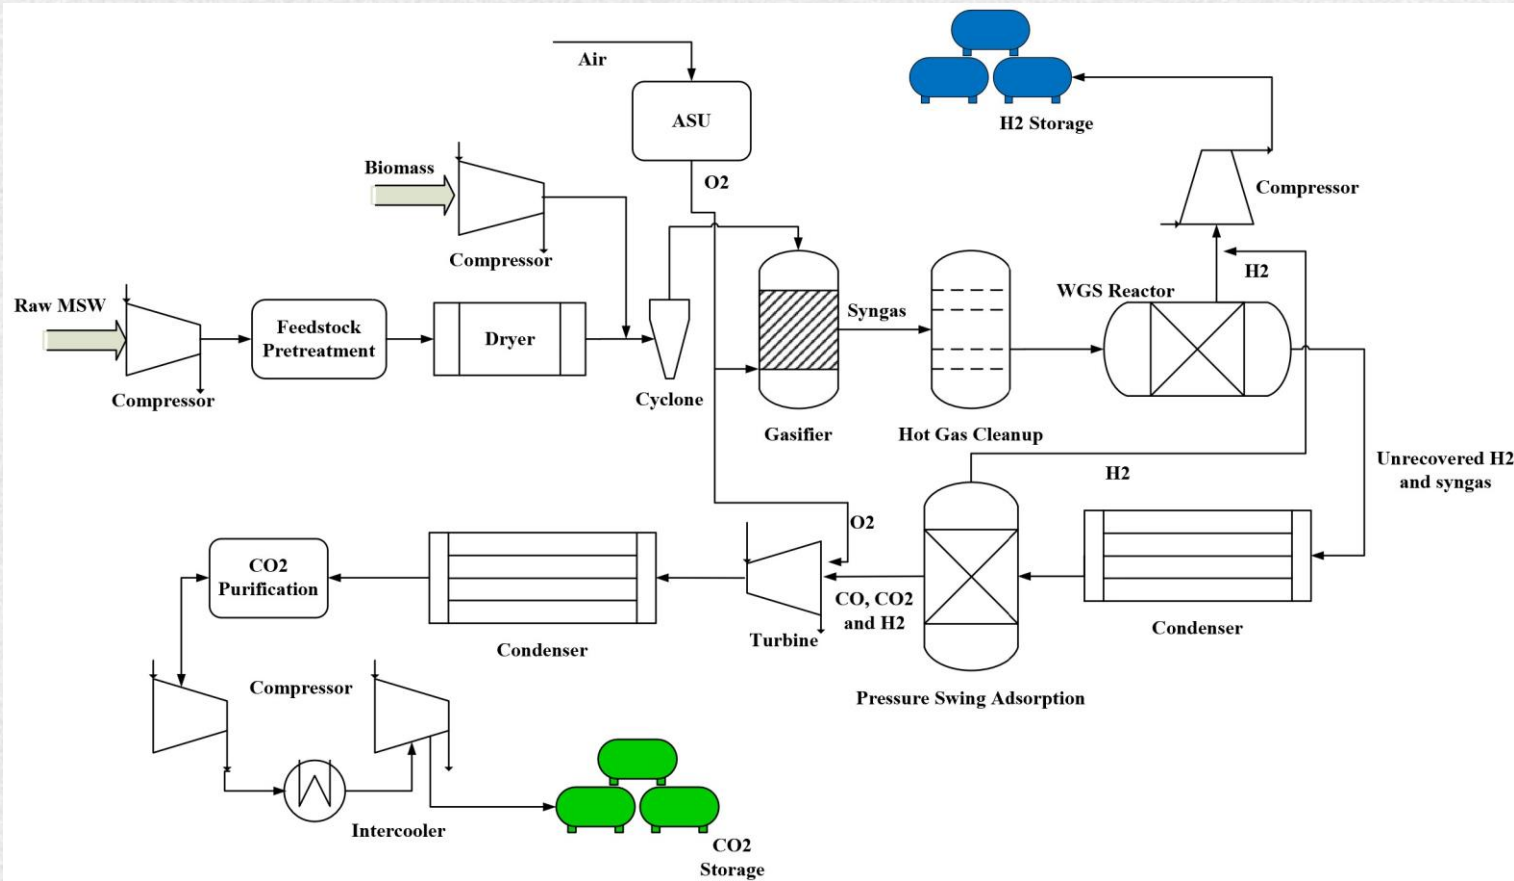 Air
ASU
H2 Storage
Biomass
O2
Compressor
Compressor
H2
Raw MSW
Feedstock
Pretreatment
Dryer
Syngas
WGS Reactor
Compressor
Cyclone
Gasifier
Hot Gas Cleanup
Unrecovered H2
and syngas
H2
O2
CO2
Purification
CO, CO2
and H2
Turbine
Condenser
Condenser
Pressure Swing Adsorption
Compressor
Intercooler
CO2
Storage